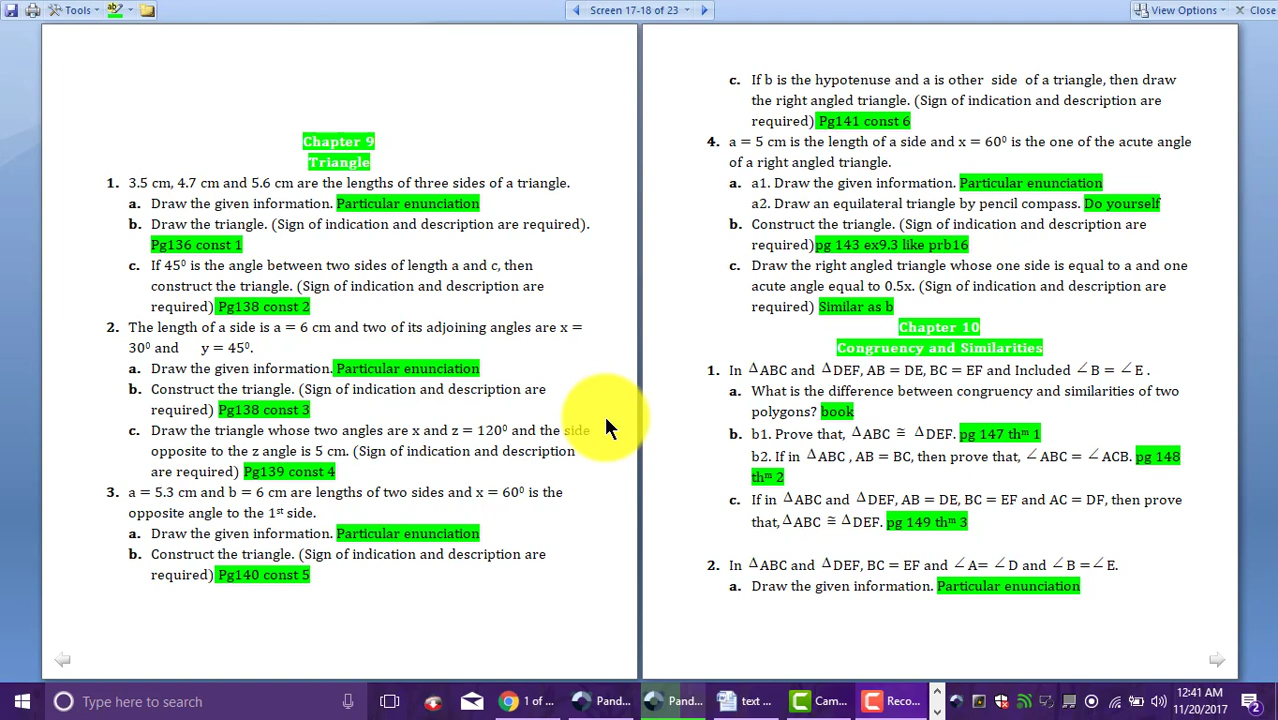 Tools
Screen 17-18 of 23
View Options
Close
Chapter 9
Triangle
1. 3.5 cm, 4.7 cm and 5.6 cm are the lengths of three sides of a triangle.
a. Draw the given information. Particular enunciation
b. Draw the triangle. (Sign of indication and description are required).
Pg136 const 1
c. If 45⁰ is the angle between two sides of length a and c, then
construct the triangle. (Sign of indication and description are
required) Pg138 const 2
2. The length of a side is a = 6 cm and two of its adjoining angles are x =
30⁰ and y = 45⁰.
a. Draw the given information. Particular enunciation
b. Construct the triangle. (Sign of indication and description are
required) Pg138 const 3
c. Draw the triangle whose two angles are x and z = 120⁰ and the side
opposite to the z angle is 5 cm. (Sign of indication and description
are required) Pg139 const 4
3. a = 5.3 cm and b = 6 cm are lengths of two sides and x = 60⁰ is the
opposite angle to the 1ˢᵗ side.
a. Draw the given information. Particular enunciation
b. Construct the triangle. (Sign of indication and description are
required) Pg140 const 5
c. If b is the hypotenuse and a is other side of a triangle, then draw
the right angled triangle. (Sign of indication and description are
required) Pg141 const 6
4. a = 5 cm is the length of a side and x = 60⁰ is the one of the acute angle
of a right angled triangle.
a. a1. Draw the given information. Particular enunciation
a2. Draw an equilateral triangle by pencil compass. Do yourself
b. Construct the triangle. (Sign of indication and description are
required)pg 143 ex9.3 like prb16
c. Draw the right angled triangle whose one side is equal to a and one
acute angle equal to 0.5x. (Sign of indication and description are
required) Similar as b
Chapter 10
Congruency and Similarities
1. In ΔABC and ΔDEF, AB = DE, BC = EF and Included ∠B = ∠E .
a. What is the difference between congruency and similarities of two
polygons? book
b. b1. Prove that, ΔABC ≅ ΔDEF. pg 147 thᵐ 1
b2. If in ΔABC , AB = BC, then prove that, ∠ABC = ∠ACB. pg 148
thᵐ 2
c. If in ΔABC and ΔDEF, AB = DE, BC = EF and AC = DF, then prove
that,ΔABC ≅ ΔDEF. pg 149 thᵐ 3
2. In ΔABC and ΔDEF, BC = EF and ∠A= ∠D and ∠B =∠E.
a. Draw the given information. Particular enunciation
Type here to search
1 of ...
Pand...
Pand...
text ...
Cam...
Reco...
12:41 AM
11/20/2017
2